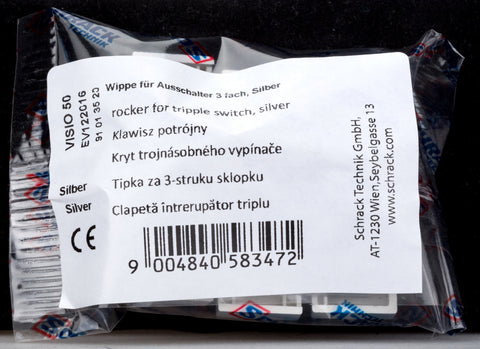 SCHRACK
TECHNIK
VISIO 50
EV122016
91 01 35 20
Wippe für Ausschalter 3 fach, Silber
rocker for tripple switch, silver
Klawisz potrójny
Kryt trojnásobného vypínače
Silber
Tipka za 3-struku sklopku
Silver
Clapetă întrerupător triplu
CE
9 004840 583472
Schrack Technik GmbH,
AT-1230 Wien,Seybelgasse 13
www.schrack.com